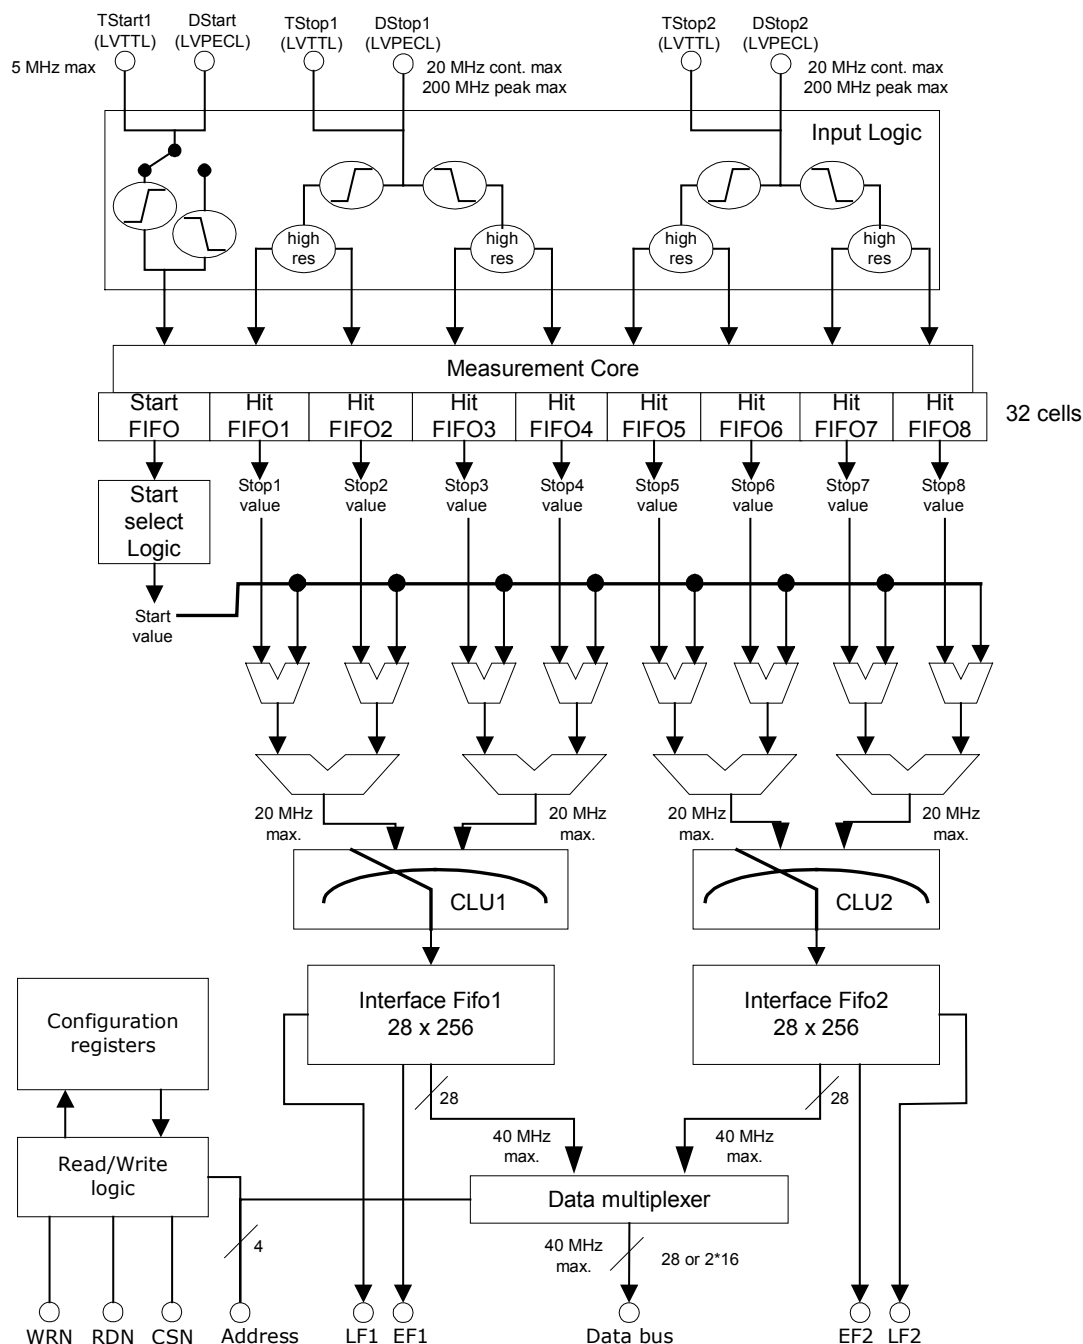 TStart1 DStart TStop1 DStop1 TStop2 DStop2
(LVTTL) (LVPECL) (LVTTL) (LVPECL) (LVTTL) (LVPECL)
5 MHz max 20 MHz cont. max 20 MHz cont. max
200 MHz peak max 200 MHz peak max
Input Logic
high high high high
res res res res
Measurement Core
Start Hit Hit Hit Hit Hit Hit Hit Hit
FIFO FIFO1 FIFO2 FIFO3 FIFO4 FIFO5 FIFO6 FIFO7 FIFO8
32 cells
Stop1 Stop2 Stop3 Stop4 Stop5 Stop6 Stop7 Stop8
value value value value value value value value
Start
select
Logic
Start
value
20 MHz 20 MHz 20 MHz 20 MHz
max. max. max. max.
CLU1 CLU2
Interface Fifo1 Interface Fifo2
28 x 256 28 x 256
Configuration
registers
28 28
40 MHz 40 MHz
max. max.
Read/Write
logic
Data multiplexer
4
40 MHz
max.
28 or 2*16
WRN RDN CSN Address LF1 EF1 Data bus EF2 LF2